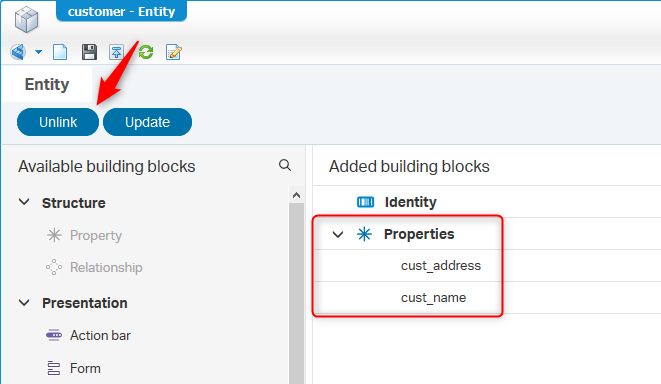 customer - Entity
Entity
Unlink Update
Available building blocks
Structure
Property
Relationship
Presentation
Action bar
Form
Added building blocks
Identity
Properties
cust_address
cust_name